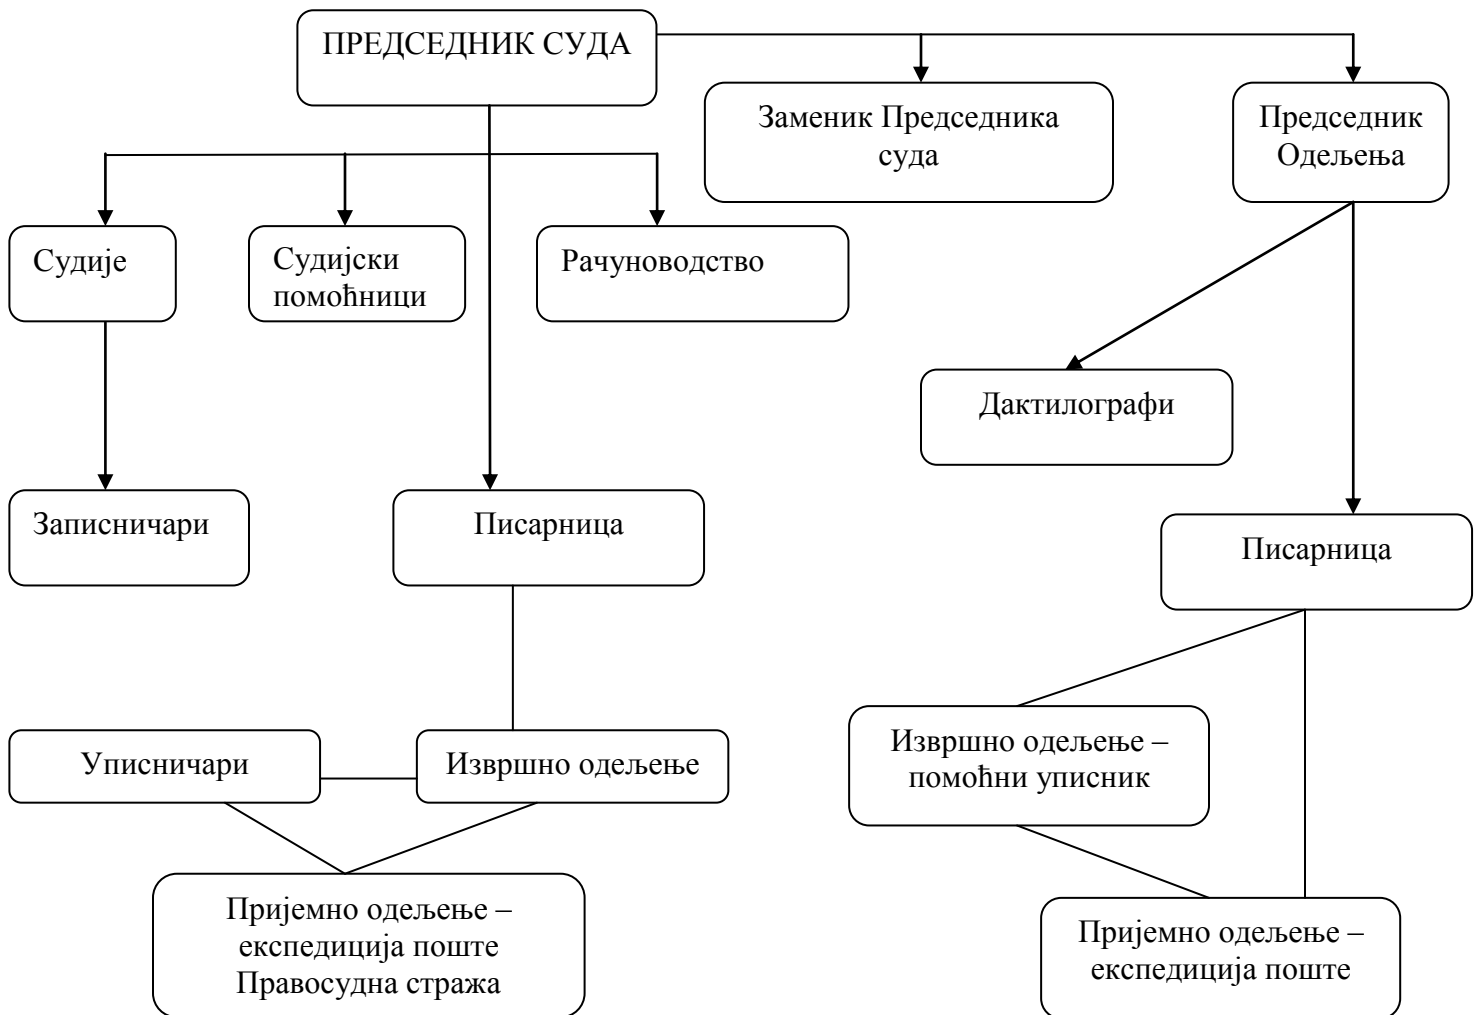 ПРЕДСЕДНИК СУДА
Заменик Председника
суда
Председник
Одељења
Судије
Судијски
помоћници
Рачуноводство
Дактилографи
Записничари
Писарница
Писарница
Уписничари
Извршно одељење
Извршно одељење –
помоћни уписник
Пријемно одељење –
експедиција поште
Правосудна стража
Пријемно одељење –
експедиција поште